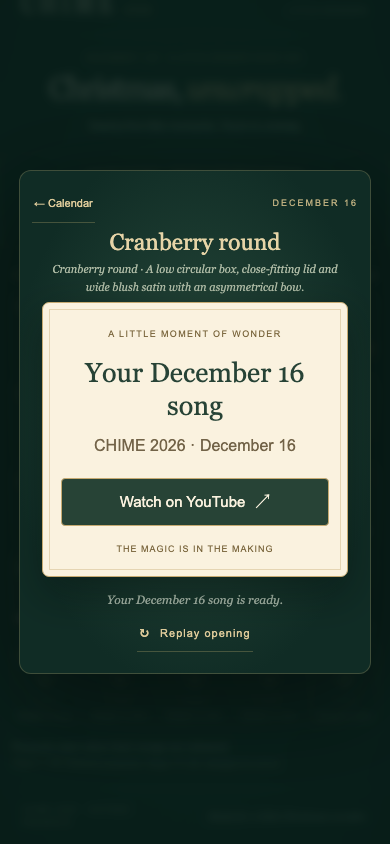 ← Calendar
DECEMBER 16
Cranberry round
Cranberry round · A low circular box, close-fitting lid and
wide blush satin with an asymmetrical bow.
A LITTLE MOMENT OF WONDER
Your December 16
song
CHIME 2026 · December 16
Watch on YouTube ↗
THE MAGIC IS IN THE MAKING
Your December 16 song is ready.
↻ Replay opening